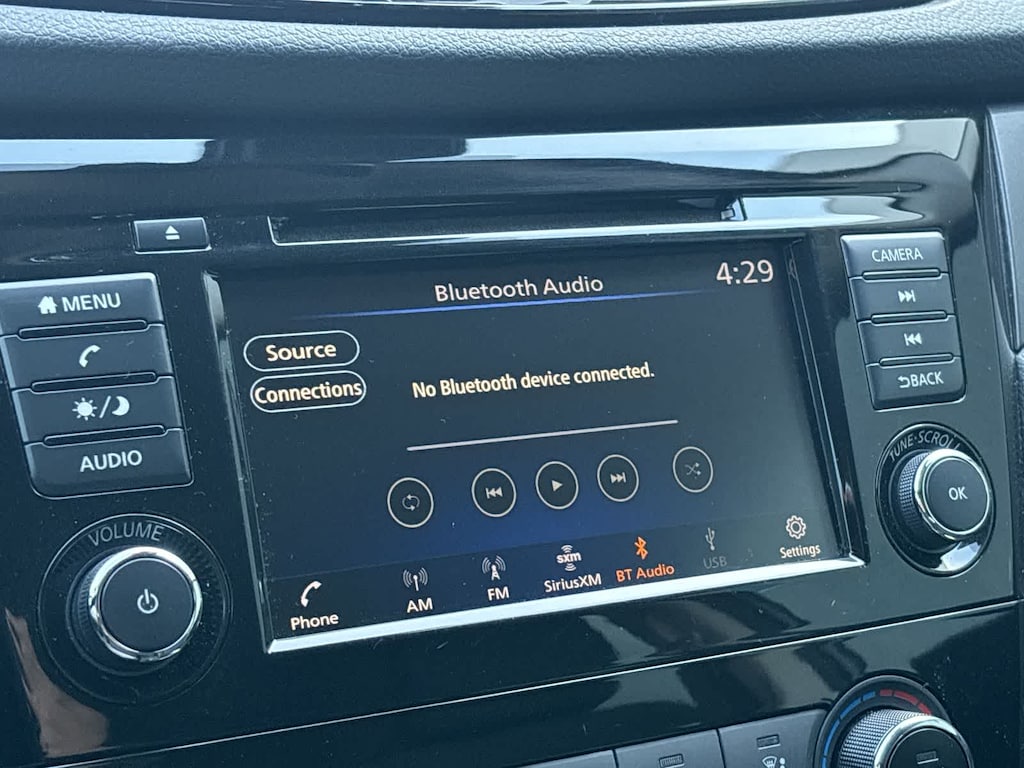 Bluetooth Audio
4:29
CAMERA
MENU
Source
Connections
No Bluetooth device connected.
BACK
AUDIO
TUNE·SCROLL
OK
VOLUME
Phone
AM
FM
sxm
SiriusXM
BT Audio
USB
Settings